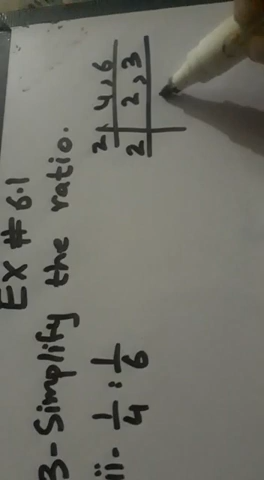 EX # 6.1
3- Simplify the ratio.
ii- 1/4 : 1/6
2 | 4, 6
2 | 2, 3